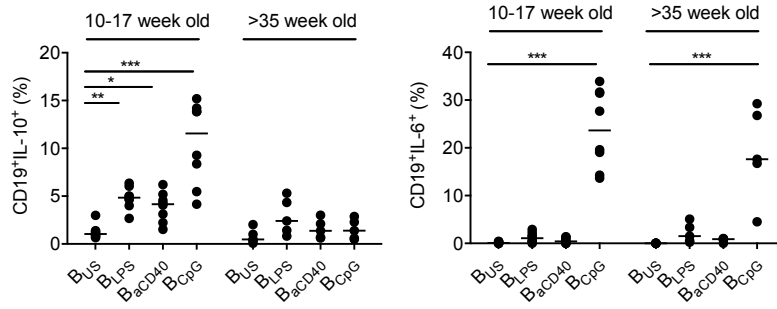 10-17 week old >35 week old
***
*
**
CD19⁺IL-10⁺ (%)
20
15
10
5
0
B_US B_LPS B_aCD40 B_CpG B_US B_LPS B_aCD40 B_CpG
10-17 week old >35 week old
*** ***
CD19⁺IL-6⁺ (%)
40
30
20
10
0
B_US B_LPS B_aCD40 B_CpG B_US B_LPS B_aCD40 B_CpG